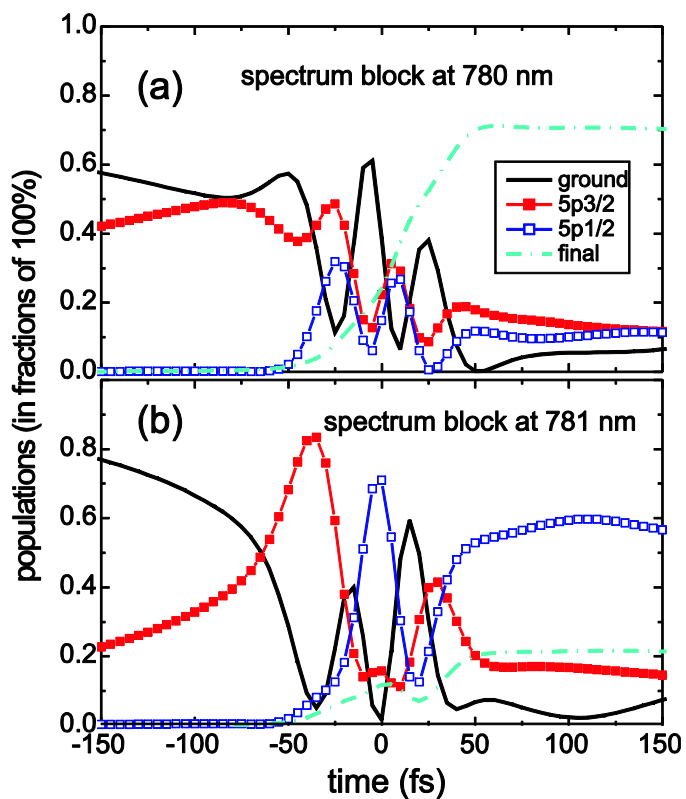 1.0
(a) spectrum block at 780 nm
0.8
0.6
ground
5p3/2
5p1/2
final
0.4
0.2
0.0
(b) spectrum block at 781 nm
0.8
0.6
0.4
0.2
0.0
-150 -100 -50 0 50 100 150
time (fs)
populations (in fractions of 100%)